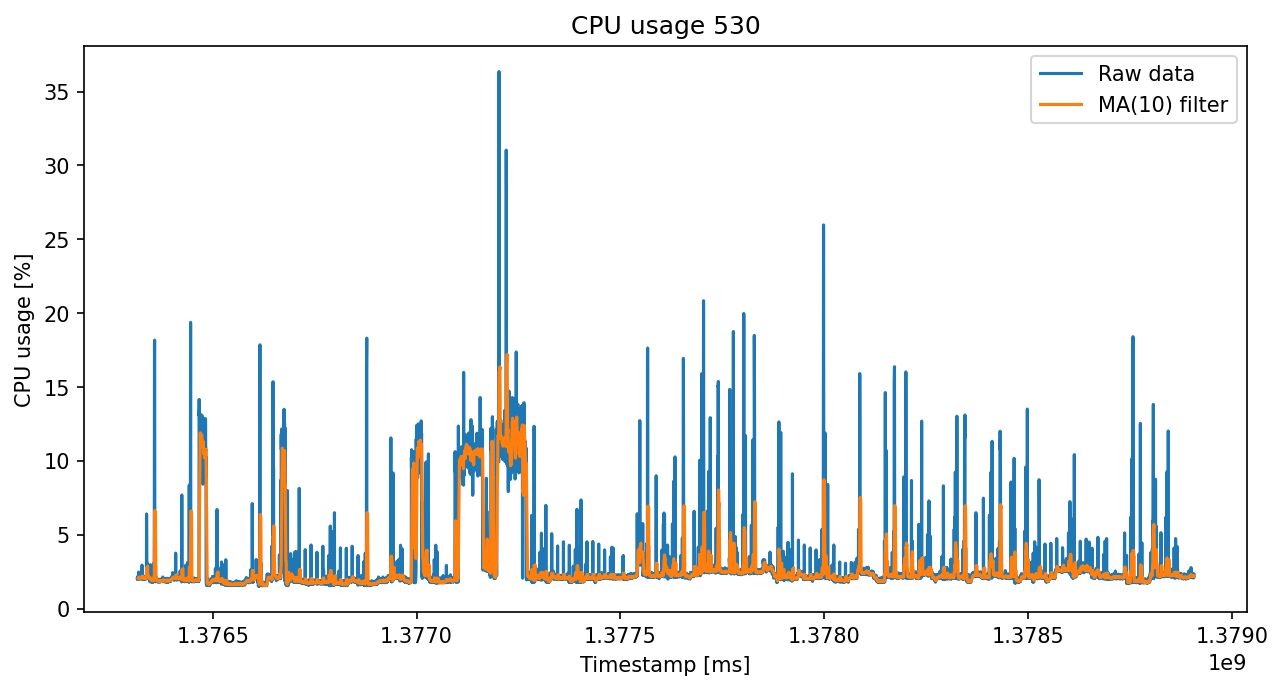 CPU usage 530
Raw data
MA(10) filter
CPU usage [%]
35
30
25
20
15
10
5
0
1.3765
1.3770
1.3775
1.3780
1.3785
1.3790
1e9
Timestamp [ms]